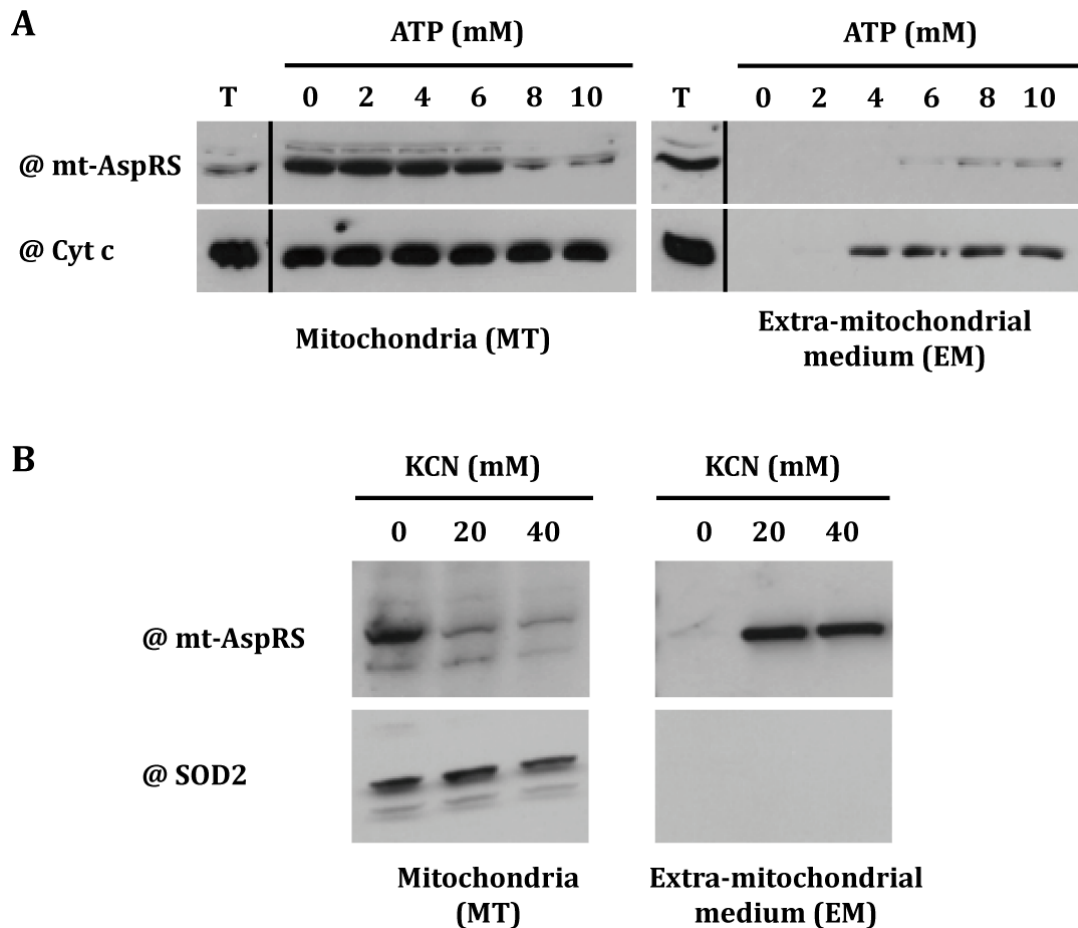 A
ATP (mM)
ATP (mM)
T 0 2 4 6 8 10
T 0 2 4 6 8 10
@ mt-AspRS
@ Cyt c
Mitochondria (MT)
Extra-mitochondrial
medium (EM)
B
KCN (mM)
KCN (mM)
0 20 40
0 20 40
@ mt-AspRS
@ SOD2
Mitochondria
(MT)
Extra-mitochondrial
medium (EM)